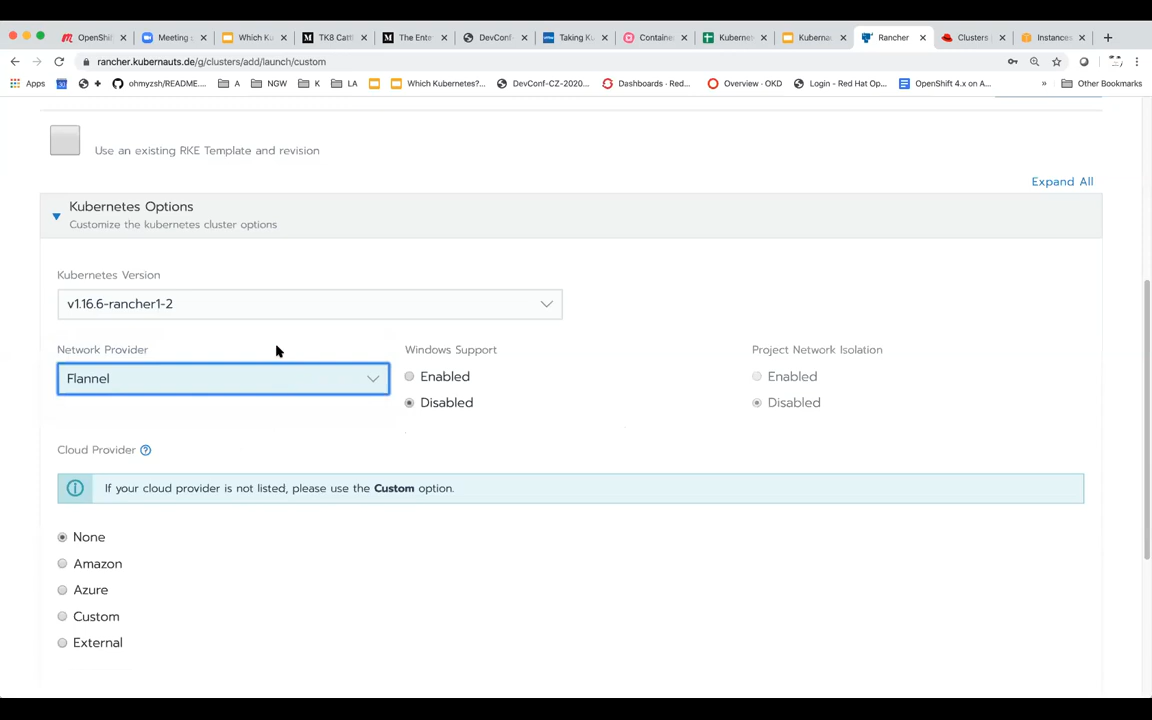 OpenShi
Meeting
Which Ku
TK8 Catt
The Ente
DevConf-
Taking Ku
Containe
Kubernet
Kuberna
Rancher
Clusters
Instances
rancher.kubernauts.de/g/clusters/add/launch/custom
Apps
ohmyzsh/README....
A
NGW
K
LA
Which Kubernetes?...
DevConf-CZ-2020...
Dashboards · Red...
Overview · OKD
Login - Red Hat Op...
OpenShift 4.x on A...
»
Other Bookmarks
Use an existing RKE Template and revision
Expand All
Kubernetes Options
Customize the kubernetes cluster options
Kubernetes Version
v1.16.6-rancher1-2
Network Provider
Windows Support
Project Network Isolation
Flannel
Enabled
Enabled
Disabled
Disabled
Cloud Provider
If your cloud provider is not listed, please use the Custom option.
None
Amazon
Azure
Custom
External